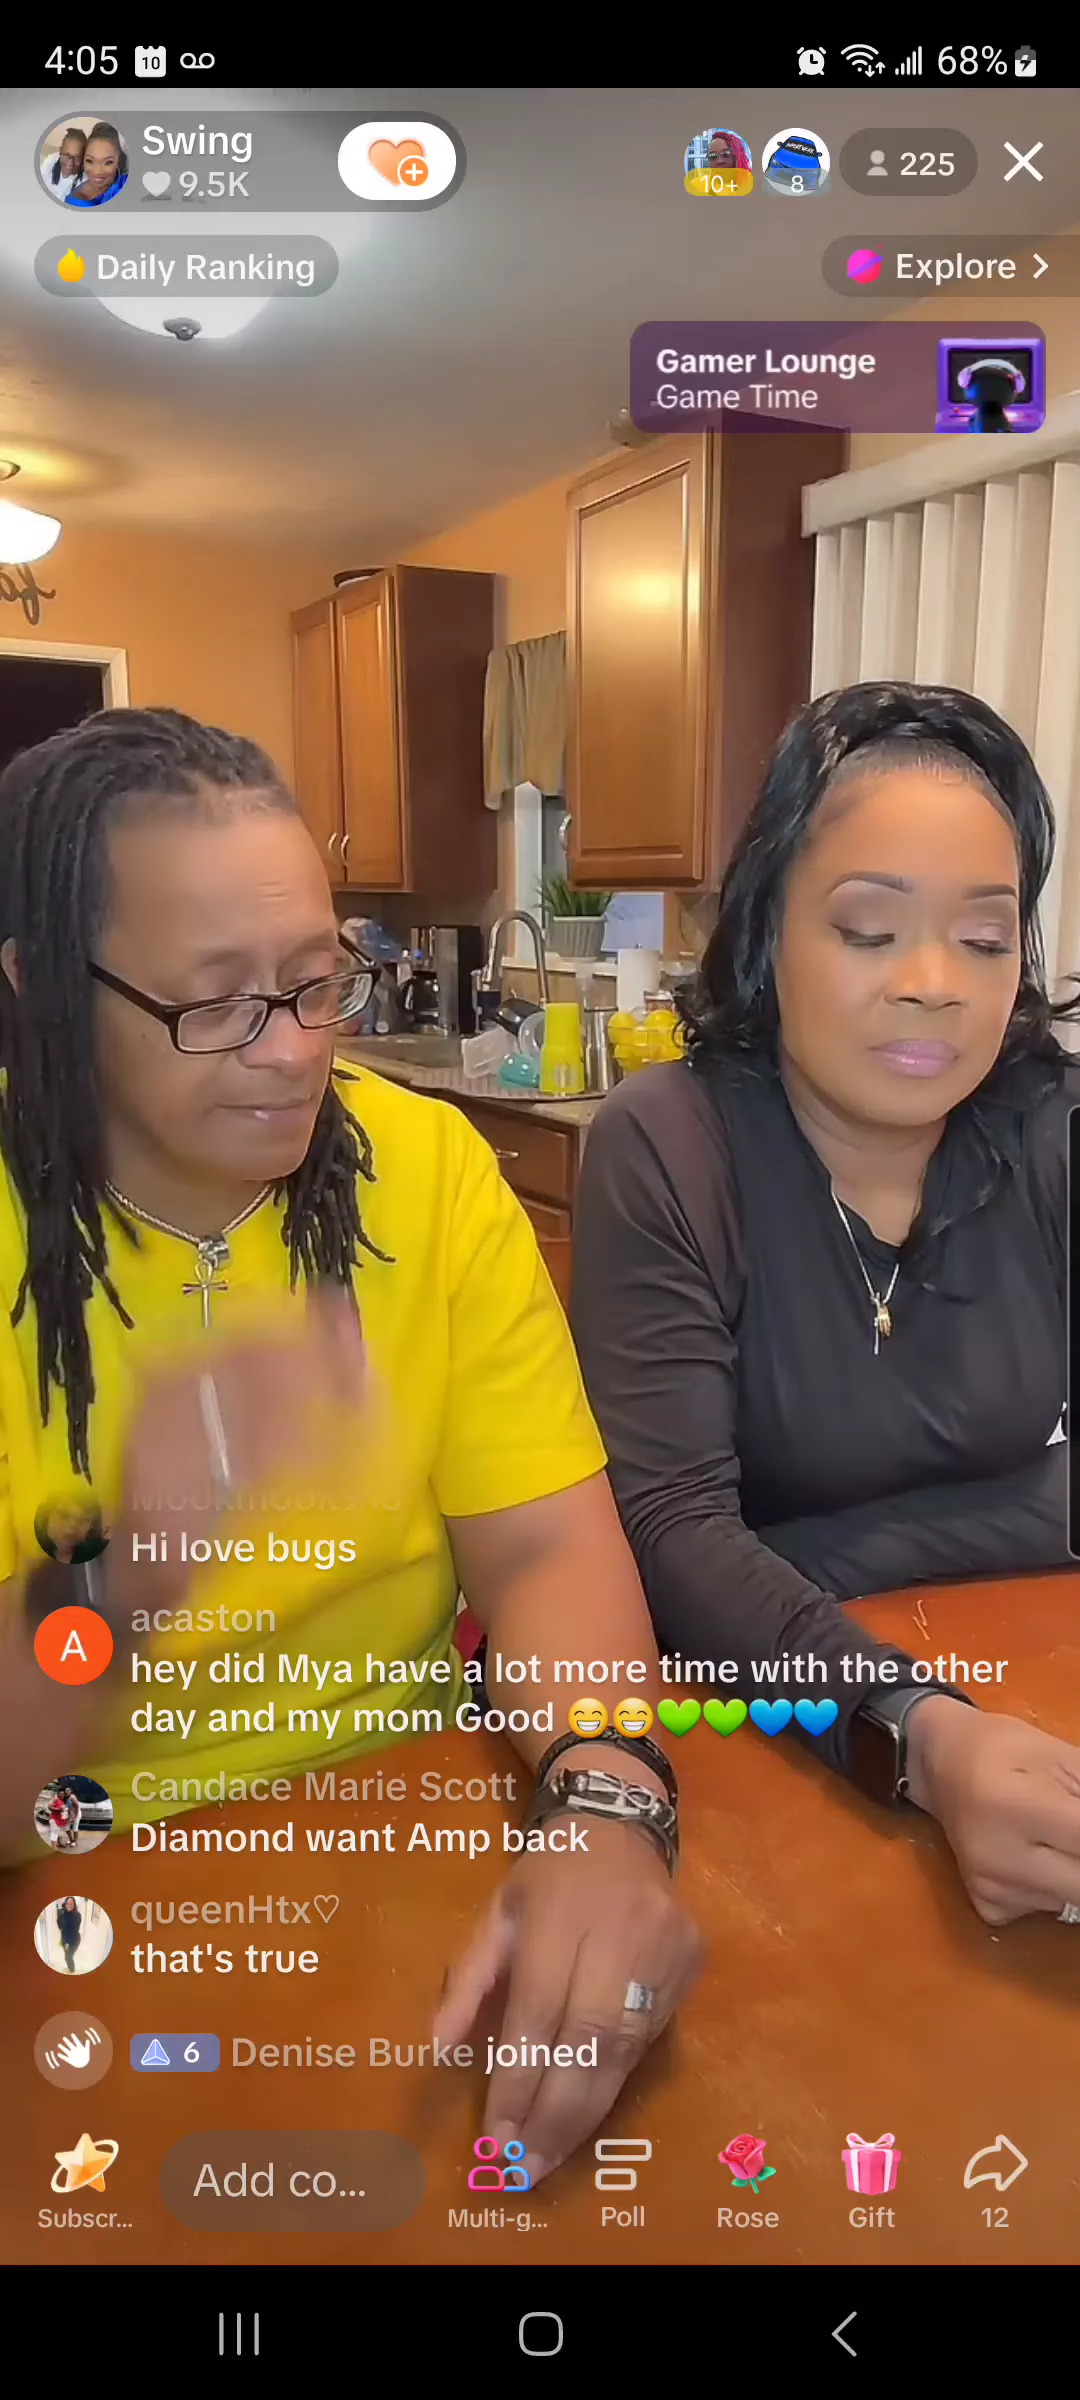 4:05 10 68%
Swing
9.5K
10+ 8 225
Daily Ranking
Explore
Gamer Lounge
Game Time
Hi love bugs
A acaston
hey did Mya have a lot more time with the other
day and my mom Good 😁😁💚💚💙💙
Candace Marie Scott
Diamond want Amp back
queenHtx♡
that's true
6 Denise Burke joined
Add co...
Subscr... Multi-g... Poll Rose Gift 12